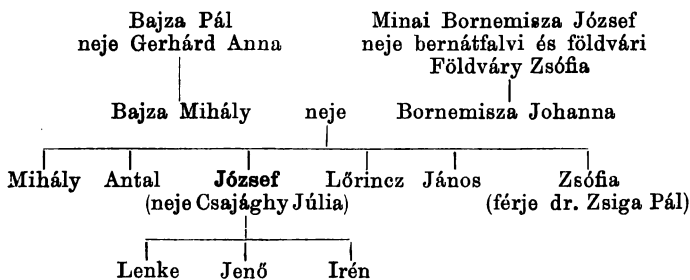 Bajza Pál Minai Bornemisza József
neje Gerhárd Anna neje bernátfalvi és földvári
Földváry Zsófia
Bajza Mihály neje Bornemisza Johanna
Mihály Antal József Lőrincz János Zsófia
(neje Csajághy Júlia) (férje dr. Zsiga Pál)
Lenke Jenő Irén